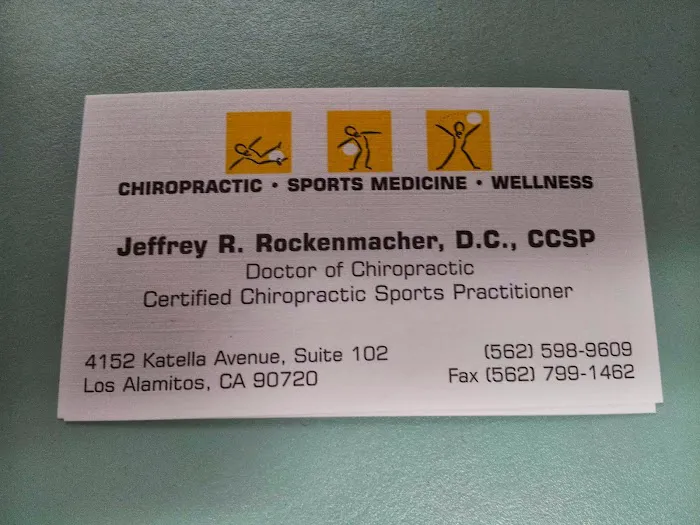 CHIROPRACTIC • SPORTS MEDICINE • WELLNESS
Jeffrey R. Rockenmacher, D.C., CCSP
Doctor of Chiropractic
Certified Chiropractic Sports Practitioner
4152 Katella Avenue, Suite 102
Los Alamitos, CA 90720
(562) 598-9609
Fax (562) 799-1462